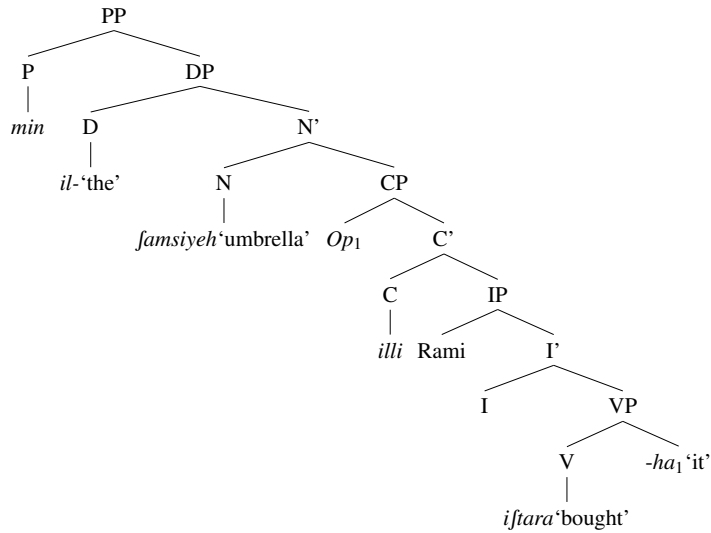 PP
P DP
min D N’
il-‘the’ N CP
ʃamsiyeh‘umbrella’ Op₁ C’
C IP
illi Rami I’
I VP
V -ha₁‘it’
iʃtara‘bought’